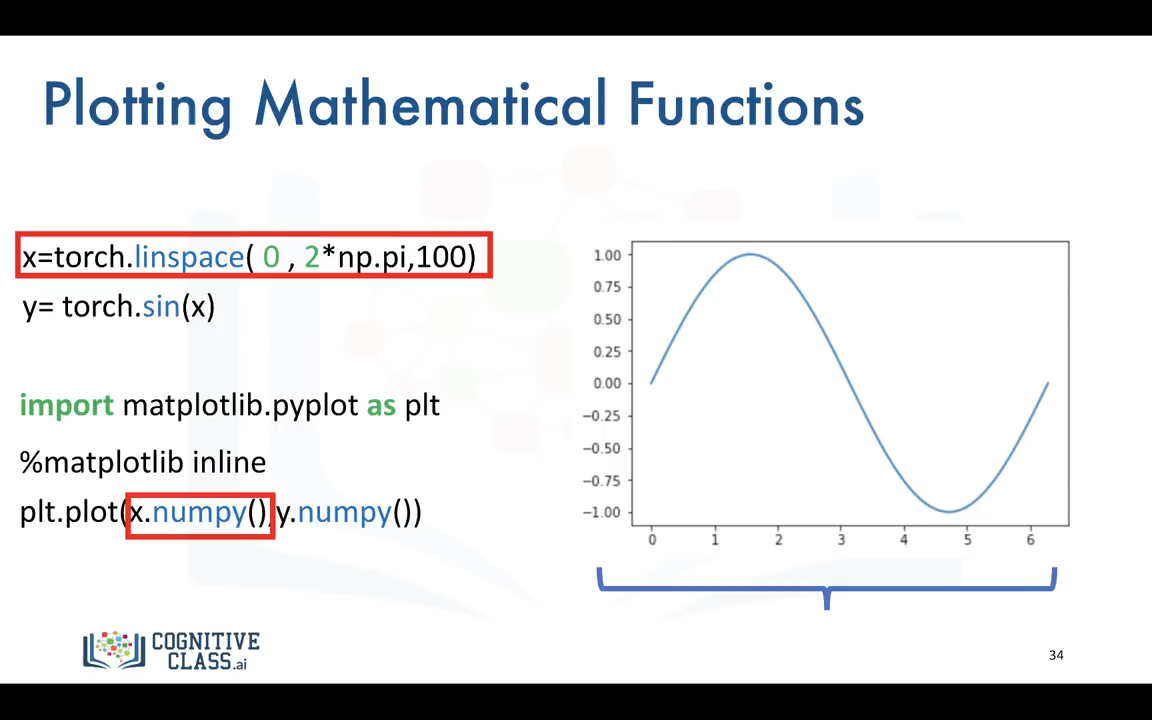 Plotting Mathematical Functions
x=torch.linspace( 0 , 2*np.pi,100)
y= torch.sin(x)
import matplotlib.pyplot as plt
%matplotlib inline
plt.plot(x.numpy(),y.numpy())
1.00
0.75
0.50
0.25
0.00
−0.25
−0.50
−0.75
−1.00
0 1 2 3 4 5 6
COGNITIVE
CLASS.ai
34